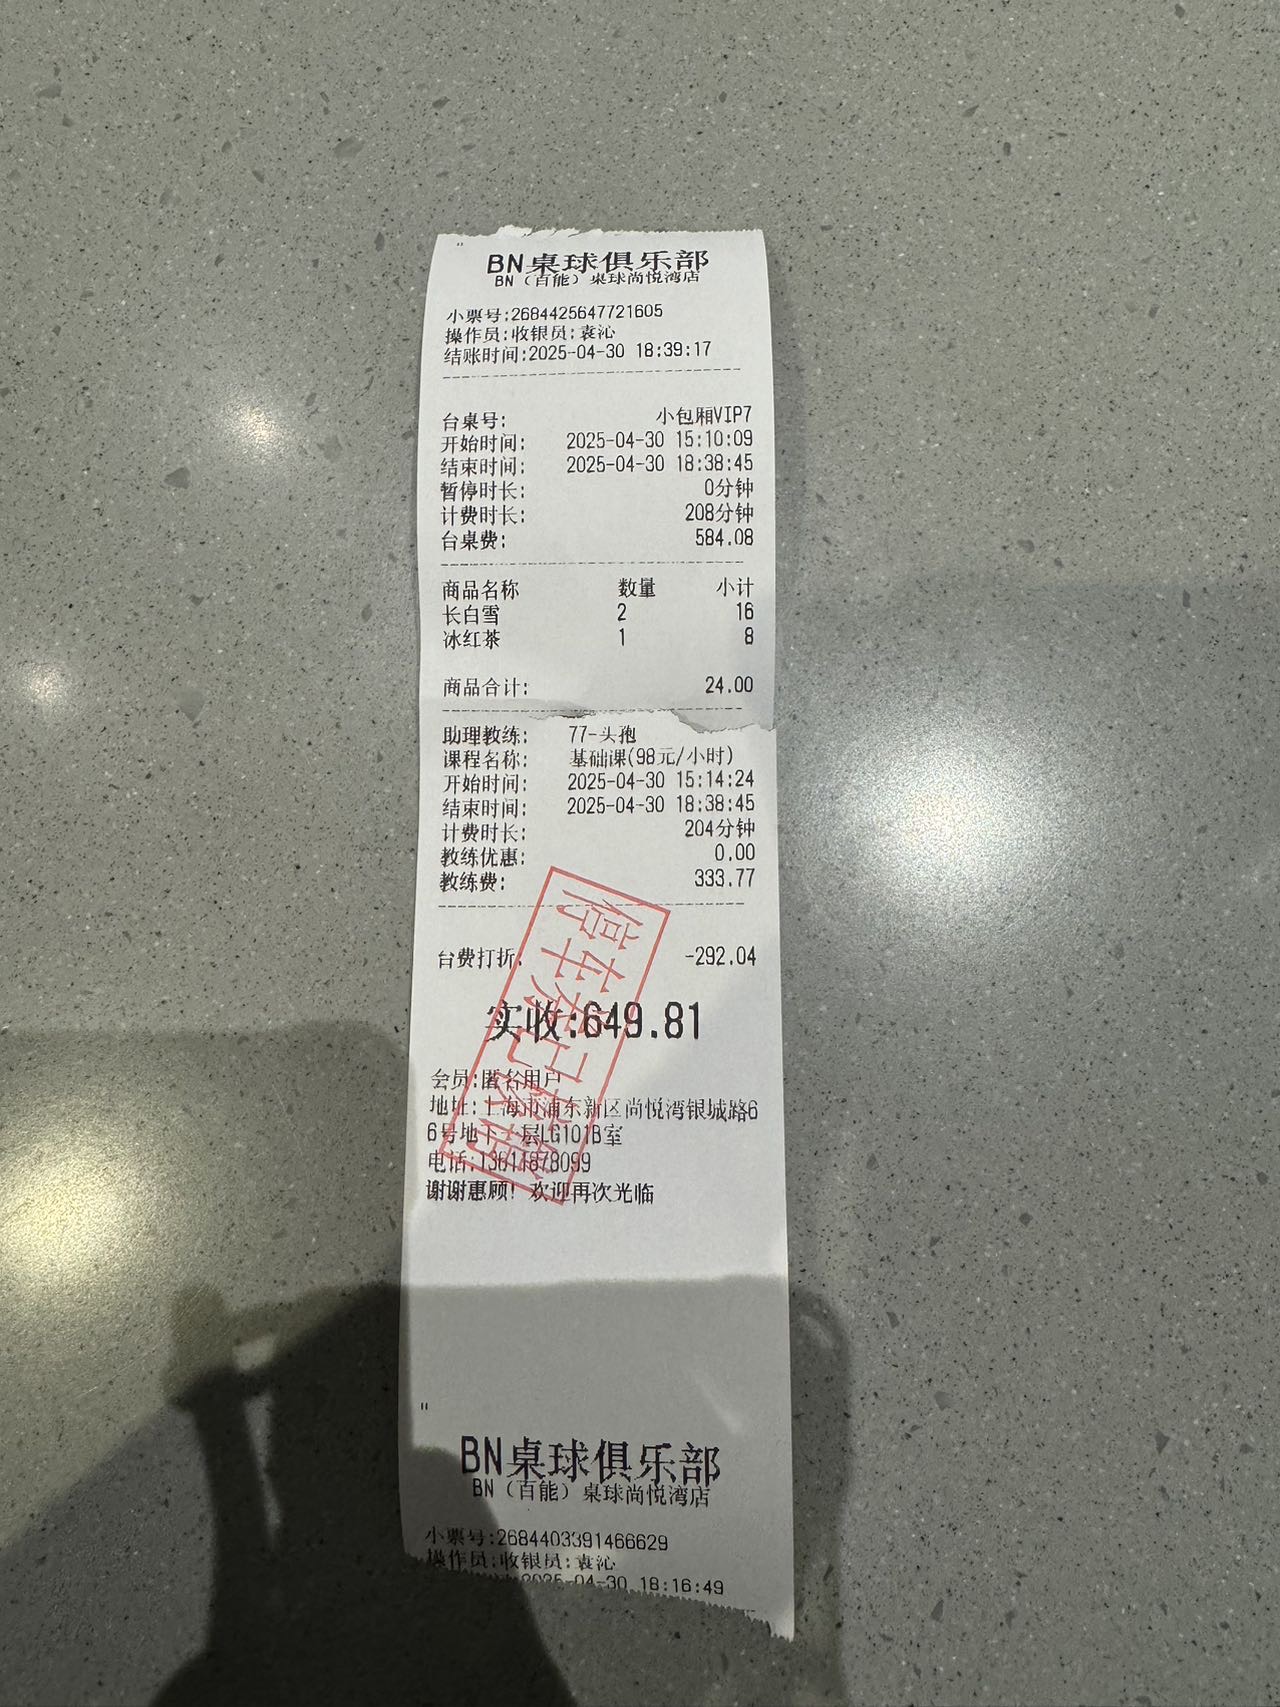 "
BN桌球俱乐部
BN（百能）桌球尚悦湾店
小票号:2684425647721605
操作员:收银员:袁沁
结账时间:2025-04-30 18:39:17
台桌号: 小包厢VIP7
开始时间: 2025-04-30 15:10:09
结束时间: 2025-04-30 18:38:45
暂停时长: 0分钟
计费时长: 208分钟
台桌费: 584.08
商品名称 数量 小计
长白雪 2 16
冰红茶 1 8
商品合计: 24.00
助理教练: 77-头孢
课程名称: 基础课(98元/小时)
开始时间: 2025-04-30 15:14:24
结束时间: 2025-04-30 18:38:45
计费时长: 204分钟
教练优惠: 0.00
教练费: 333.77
台费打折: -292.04
实收:649.81
停车券已核销
会员:匿名用户
地址:上海市浦东新区尚悦湾银城路6
6号地下一层LG101B室
电话:13611878099
谢谢惠顾! 欢迎再次光临
"
BN桌球俱乐部
BN（百能）桌球尚悦湾店
小票号:2684403391466629
操作员:收银员:袁沁
2025-04-30 18:16:49